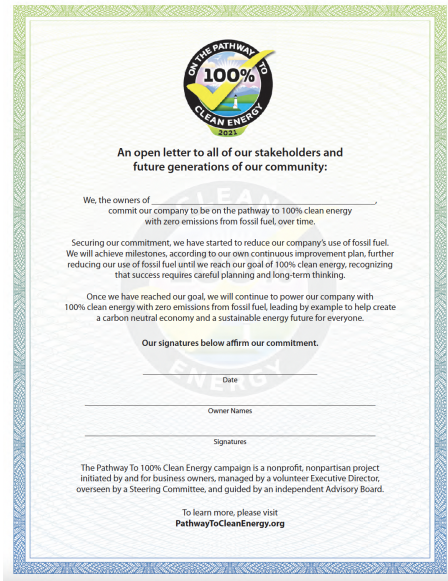 ON THE PATHWAY TO
100%
CLEAN ENERGY
2021
An open letter to all of our stakeholders and
future generations of our community:
We, the owners of ,
commit our company to be on the pathway to 100% clean energy
with zero emissions from fossil fuel, over time.
Securing our commitment, we have started to reduce our company's use of fossil fuel.
We will achieve milestones, according to our own continuous improvement plan, further
reducing our use of fossil fuel until we reach our goal of 100% clean energy, recognizing
that success requires careful planning and long-term thinking.
Once we have reached our goal, we will continue to power our company with
100% clean energy with zero emissions from fossil fuel, leading by example to help create
a carbon neutral economy and a sustainable energy future for everyone.
Our signatures below affirm our commitment.
Date
Owner Names
Signatures
The Pathway To 100% Clean Energy campaign is a nonprofit, nonpartisan project
initiated by and for business owners, managed by a volunteer Executive Director,
overseen by a Steering Committee, and guided by an independent Advisory Board.
To learn more, please visit
PathwayToCleanEnergy.org
CLEAN
ENERGY